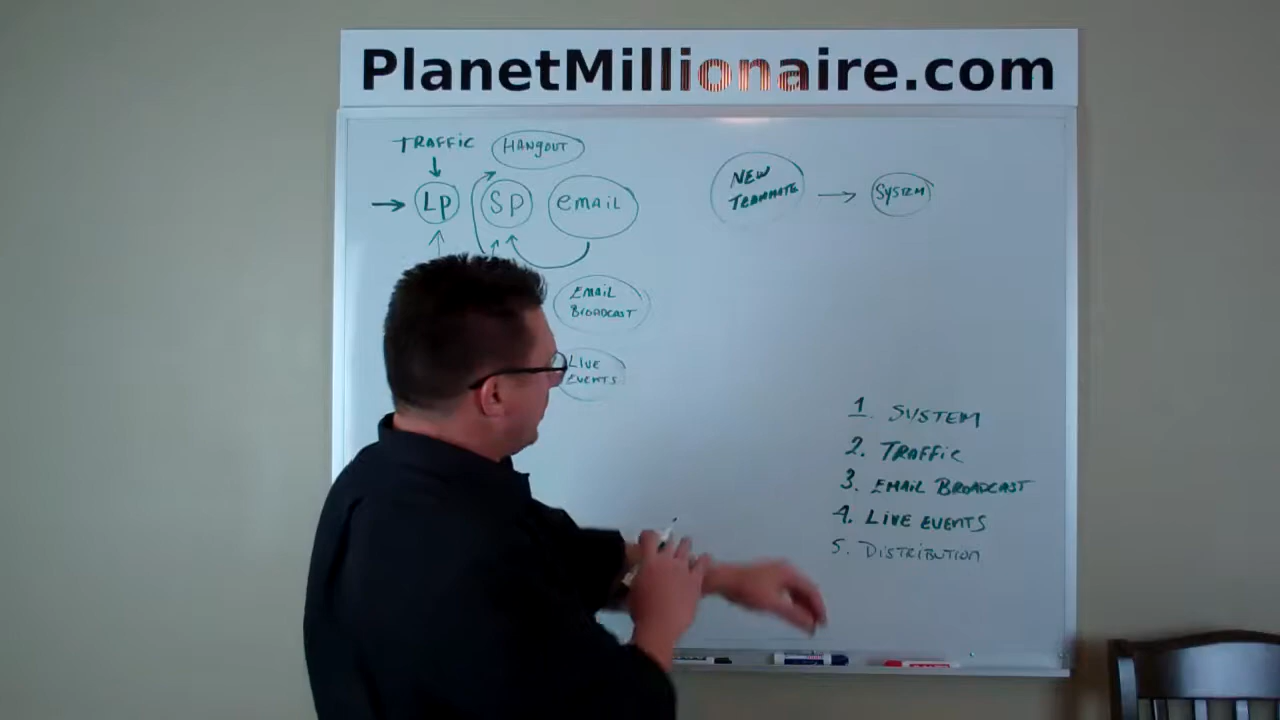 PlanetMillionaire.com
TRAFFIC
HANGOUT
LP
SP
email
EMAIL
BROADCAST
LIVE
EVENTS
NEW
TEAMMATE
SYSTEM
1. SYSTEM
2. TRAFFIC
3. EMAIL BROADCAST
4. LIVE EVENTS
5. DISTRIBUTION